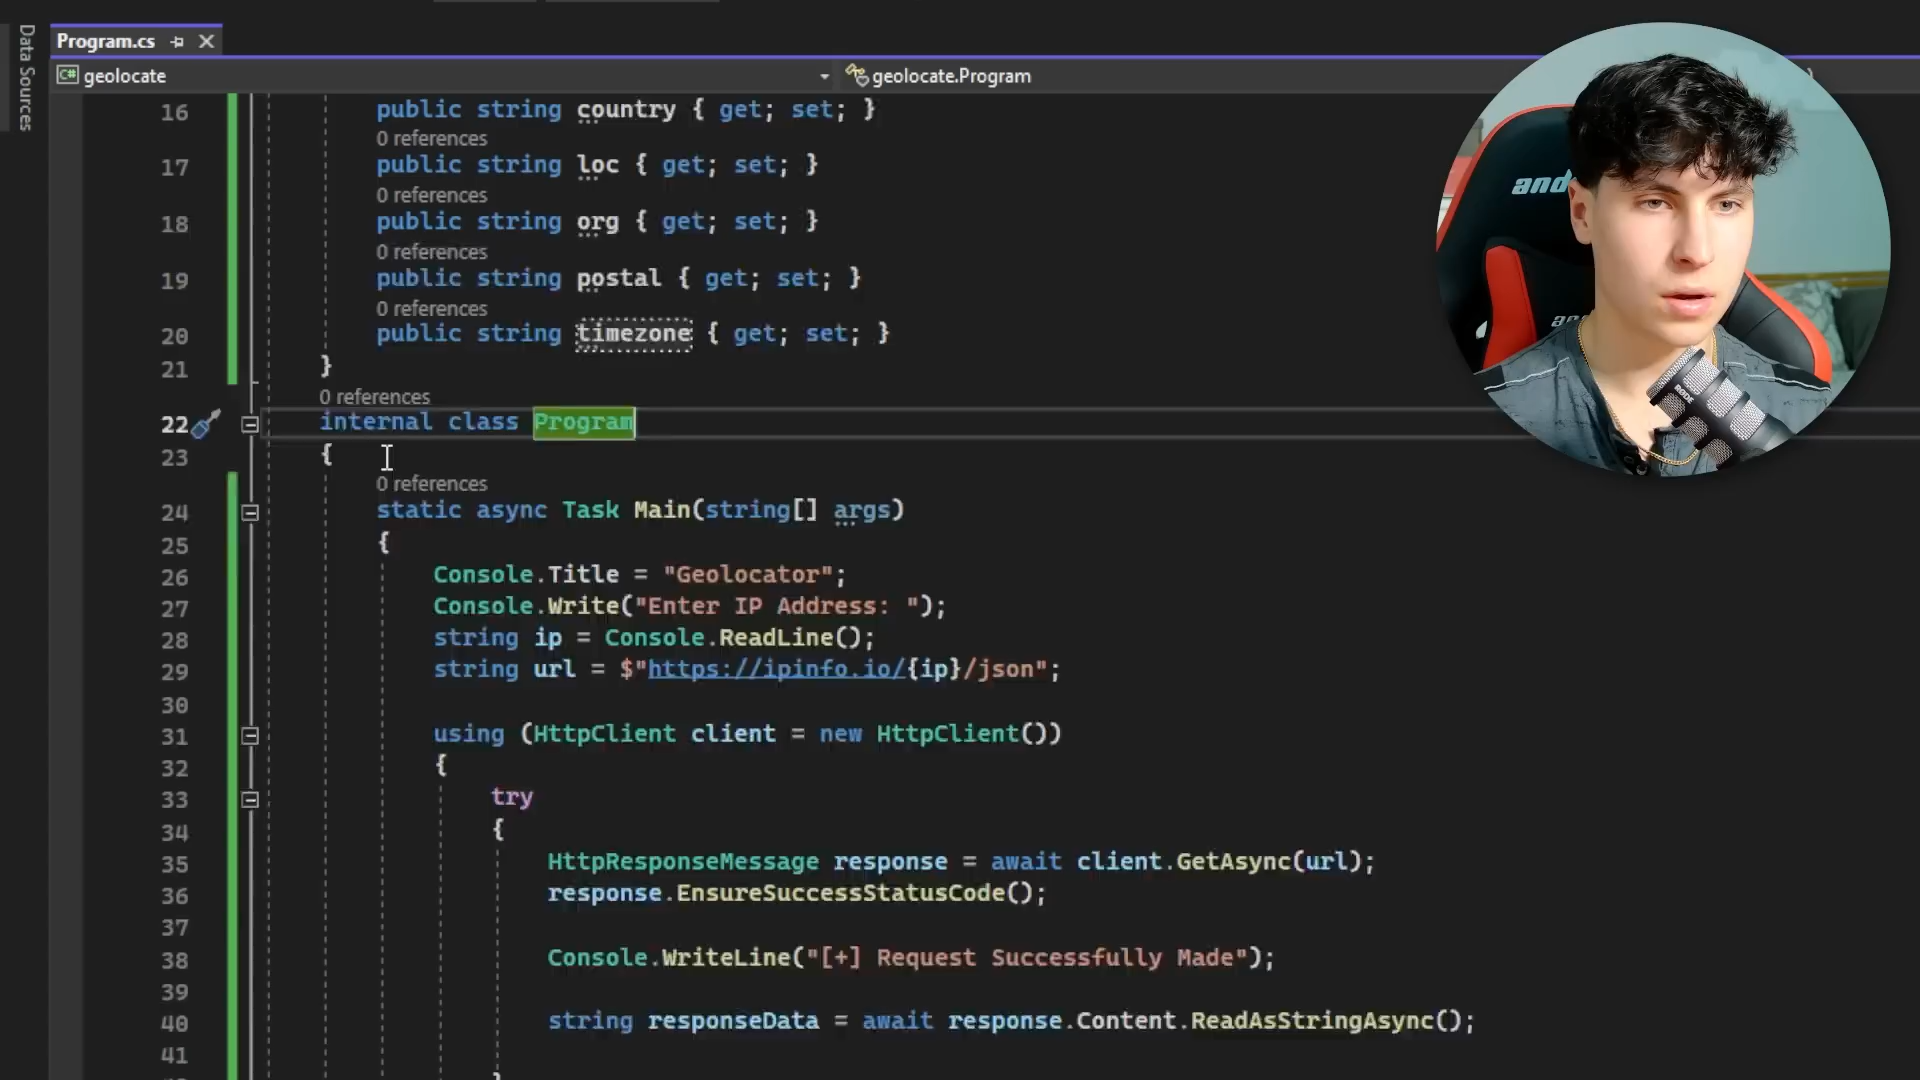 Data Sources
Program.cs
geolocate
geolocate.Program
16 public string country { get; set; }
0 references
17 public string loc { get; set; }
0 references
18 public string org { get; set; }
0 references
19 public string postal { get; set; }
0 references
20 public string timezone { get; set; }
21 }
0 references
22 internal class Program
23 {
0 references
24 static async Task Main(string[] args)
25 {
26 Console.Title = "Geolocator";
27 Console.Write("Enter IP Address: ");
28 string ip = Console.ReadLine();
29 string url = $"https://ipinfo.io/{ip}/json";
30
31 using (HttpClient client = new HttpClient())
32 {
33 try
34 {
35 HttpResponseMessage response = await client.GetAsync(url);
36 response.EnsureSuccessStatusCode();
37
38 Console.WriteLine("[+] Request Successfully Made");
39
40 string responseData = await response.Content.ReadAsStringAsync();
41
RODE